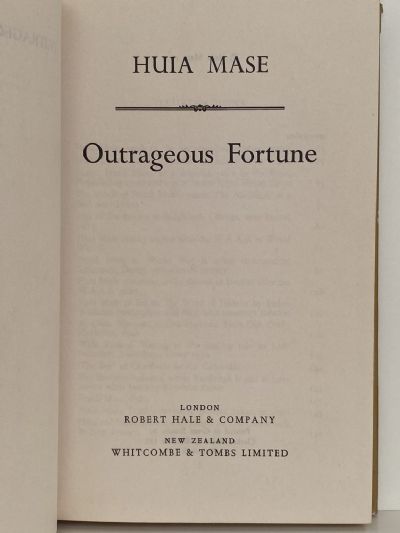 HUIA MASE
Outrageous Fortune
LONDON
ROBERT HALE & COMPANY
NEW ZEALAND
WHITCOMBE & TOMBS LIMITED